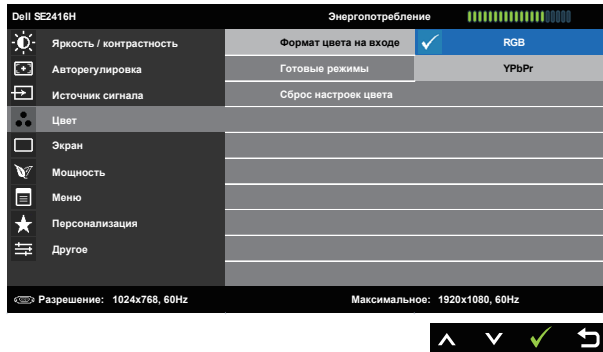 Dell SE2416H Энергопотребление
Яркость / контрастность Формат цвета на входе RGB
Авторегулировка Готовые режимы YPbPr
Источник сигнала Сброс настроек цвета
Цвет
Экран
Мощность
Меню
Персонализация
Другое
Разрешение: 1024x768, 60Hz Максимальное: 1920x1080, 60Hz